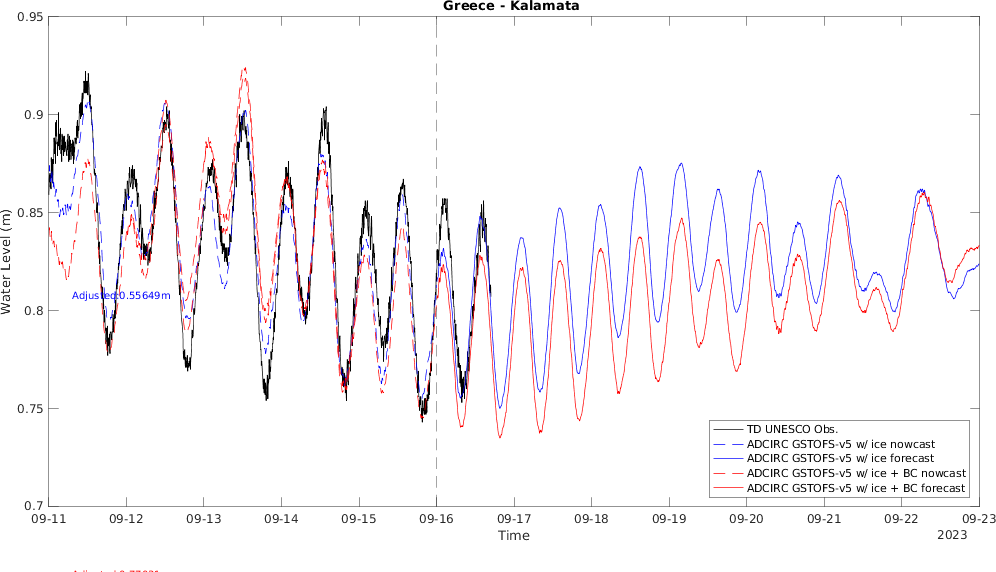 Greece - Kalamata
0.95
0.9
0.85
0.8
0.75
0.7
Water Level (m)
Adjusted:0.55649m
TD UNESCO Obs.
ADCIRC GSTOFS-v5 w/ ice nowcast
ADCIRC GSTOFS-v5 w/ ice forecast
ADCIRC GSTOFS-v5 w/ ice + BC nowcast
ADCIRC GSTOFS-v5 w/ ice + BC forecast
09-11 09-12 09-13 09-14 09-15 09-16 09-17 09-18 09-19 09-20 09-21 09-22 09-23
Time
2023